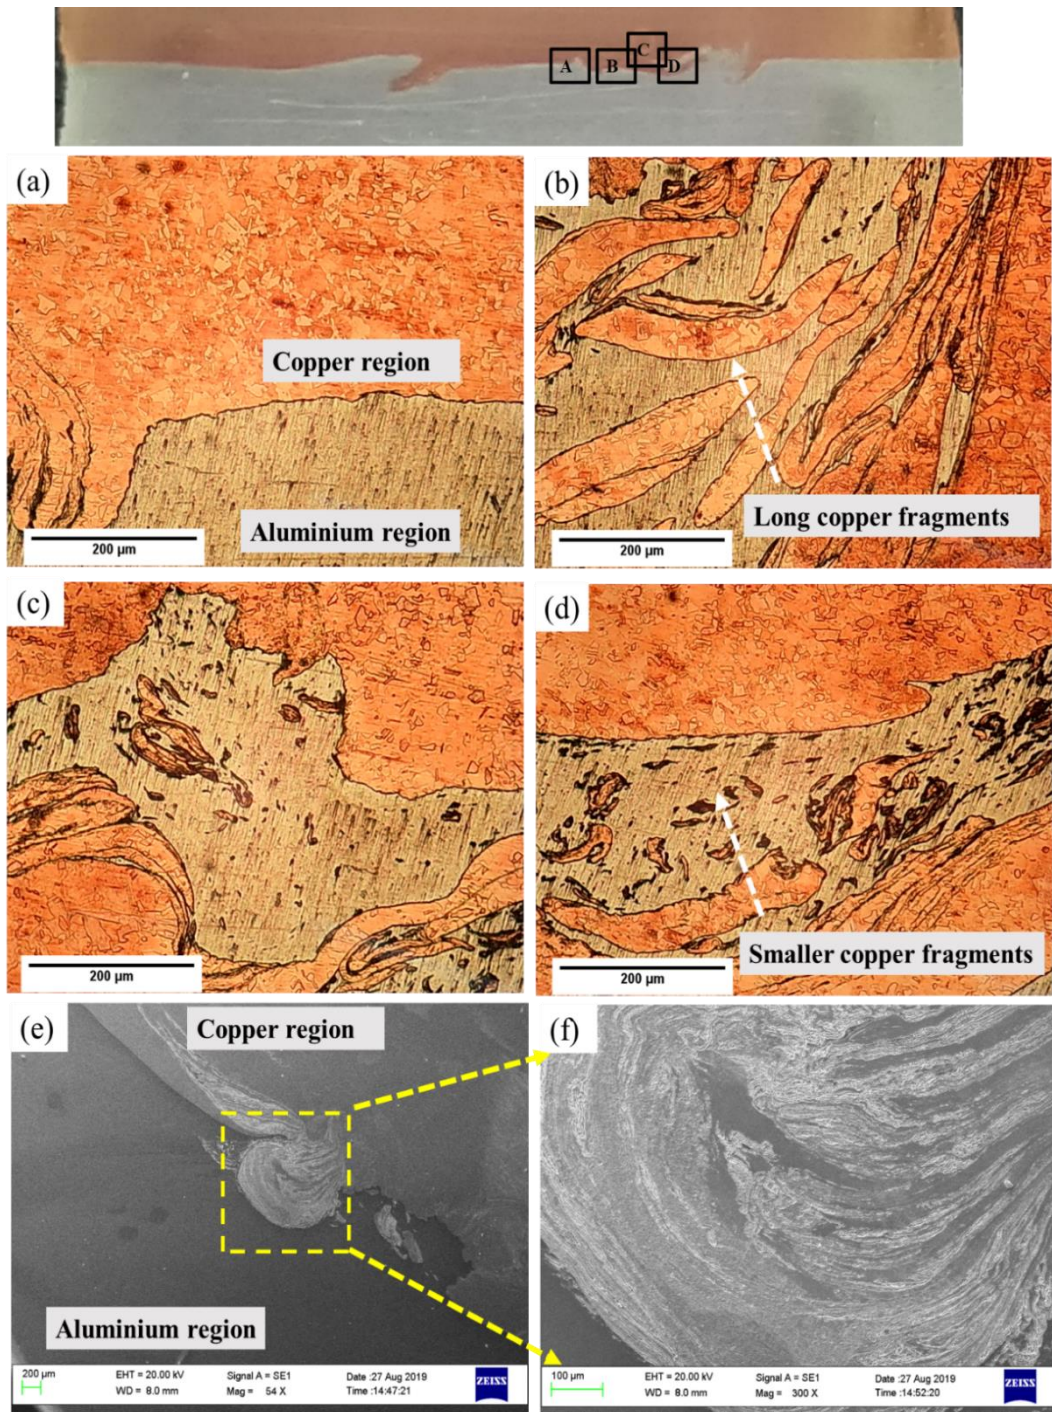 A
B
C
D
(a)
Copper region
Aluminium region
200 µm
(b)
Long copper fragments
200 µm
(c)
200 µm
(d)
Smaller copper fragments
200 µm
(e)
Copper region
Aluminium region
200 µm
EHT = 20.00 kV
WD = 8.0 mm
Signal A = SE1
Mag = 54 X
Date :27 Aug 2019
Time :14:47:21
ZEISS
(f)
100 µm
EHT = 20.00 kV
WD = 8.0 mm
Signal A = SE1
Mag = 300 X
Date :27 Aug 2019
Time :14:52:20
ZEISS